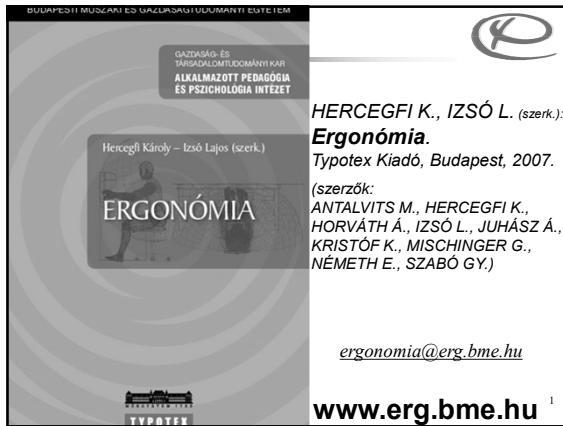 BUDAPESTI MŰSZAKI ÉS GAZDASÁGTUDOMÁNYI EGYETEM
GAZDASÁG- ÉS
TÁRSADALOMTUDOMÁNYI KAR
ALKALMAZOTT PEDAGÓGIA
ÉS PSZICHOLÓGIA INTÉZET
Hercegfi Károly – Izsó Lajos (szerk.)
ERGONÓMIA
MŰEGYETEM 1782
TYPOTEX
HERCEGFI K., IZSÓ L. (szerk.):
Ergonómia.
Typotex Kiadó, Budapest, 2007.
(szerzők:
ANTALVITS M., HERCEGFI K.,
HORVÁTH Á., IZSÓ L., JUHÁSZ Á.,
KRISTÓF K., MISCHINGER G.,
NÉMETH E., SZABÓ GY.)
ergonomia@erg.bme.hu
www.erg.bme.hu
1